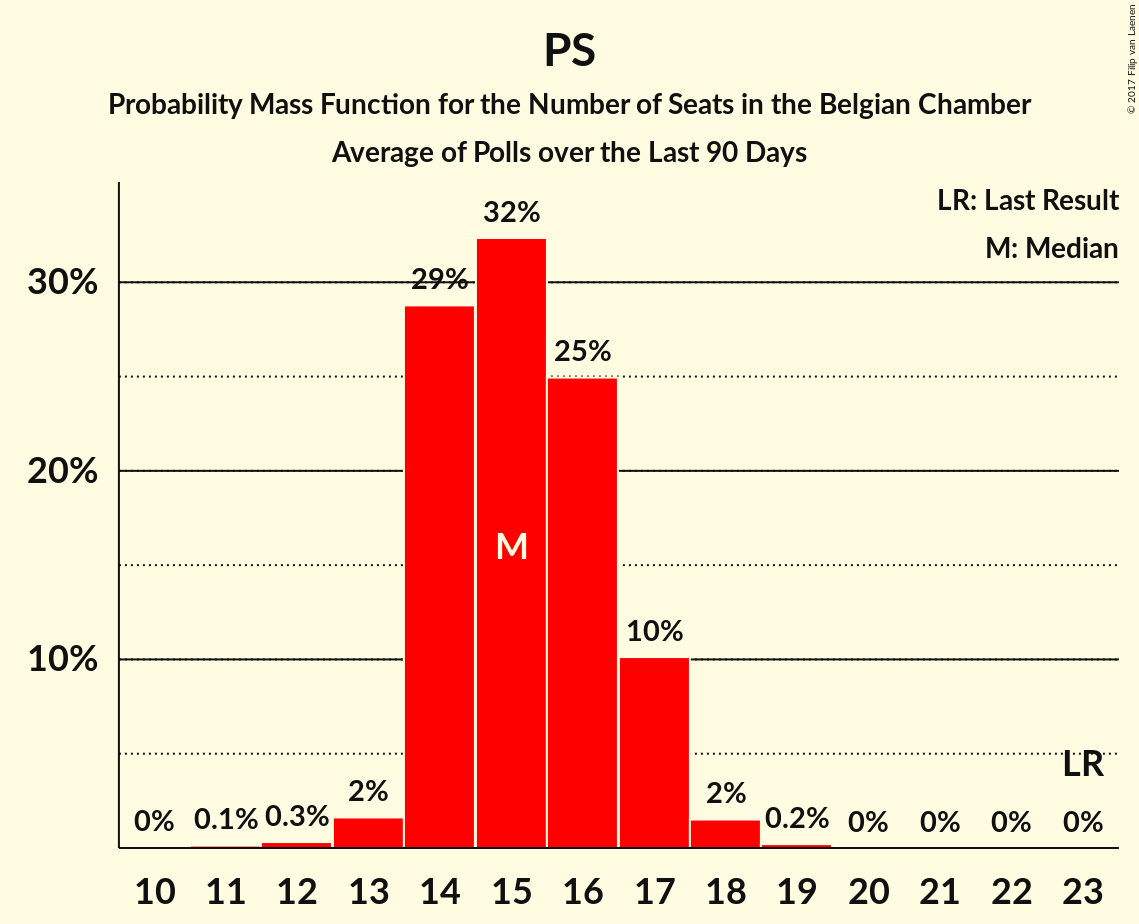 PS
Probability Mass Function for the Number of Seats in the Belgian Chamber
Average of Polls over the Last 90 Days
© 2017 Filip van Laenen
LR: Last Result
M: Median
32%
29%
30%
25%
20%
M
10%
10%
LR
2%
2%
0% 0.1% 0.3% 0.2% 0% 0% 0% 0%
10 11 12 13 14 15 16 17 18 19 20 21 22 23